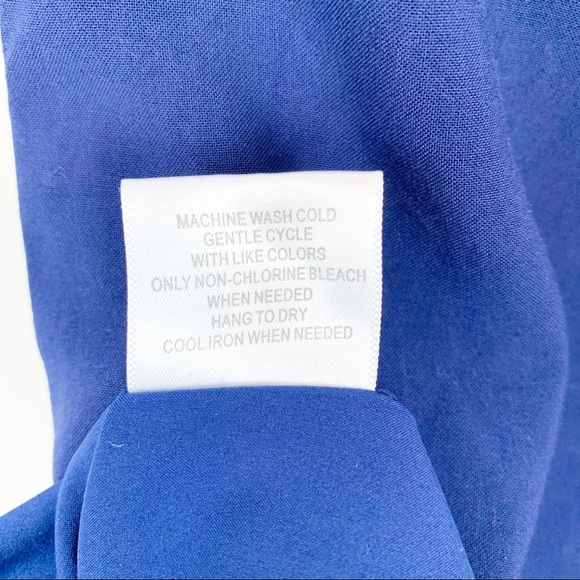 MACHINE WASH COLD
GENTLE CYCLE
WITH LIKE COLORS
ONLY NON-CHLORINE BLEACH
WHEN NEEDED
HANG TO DRY
COOL IRON WHEN NEEDED